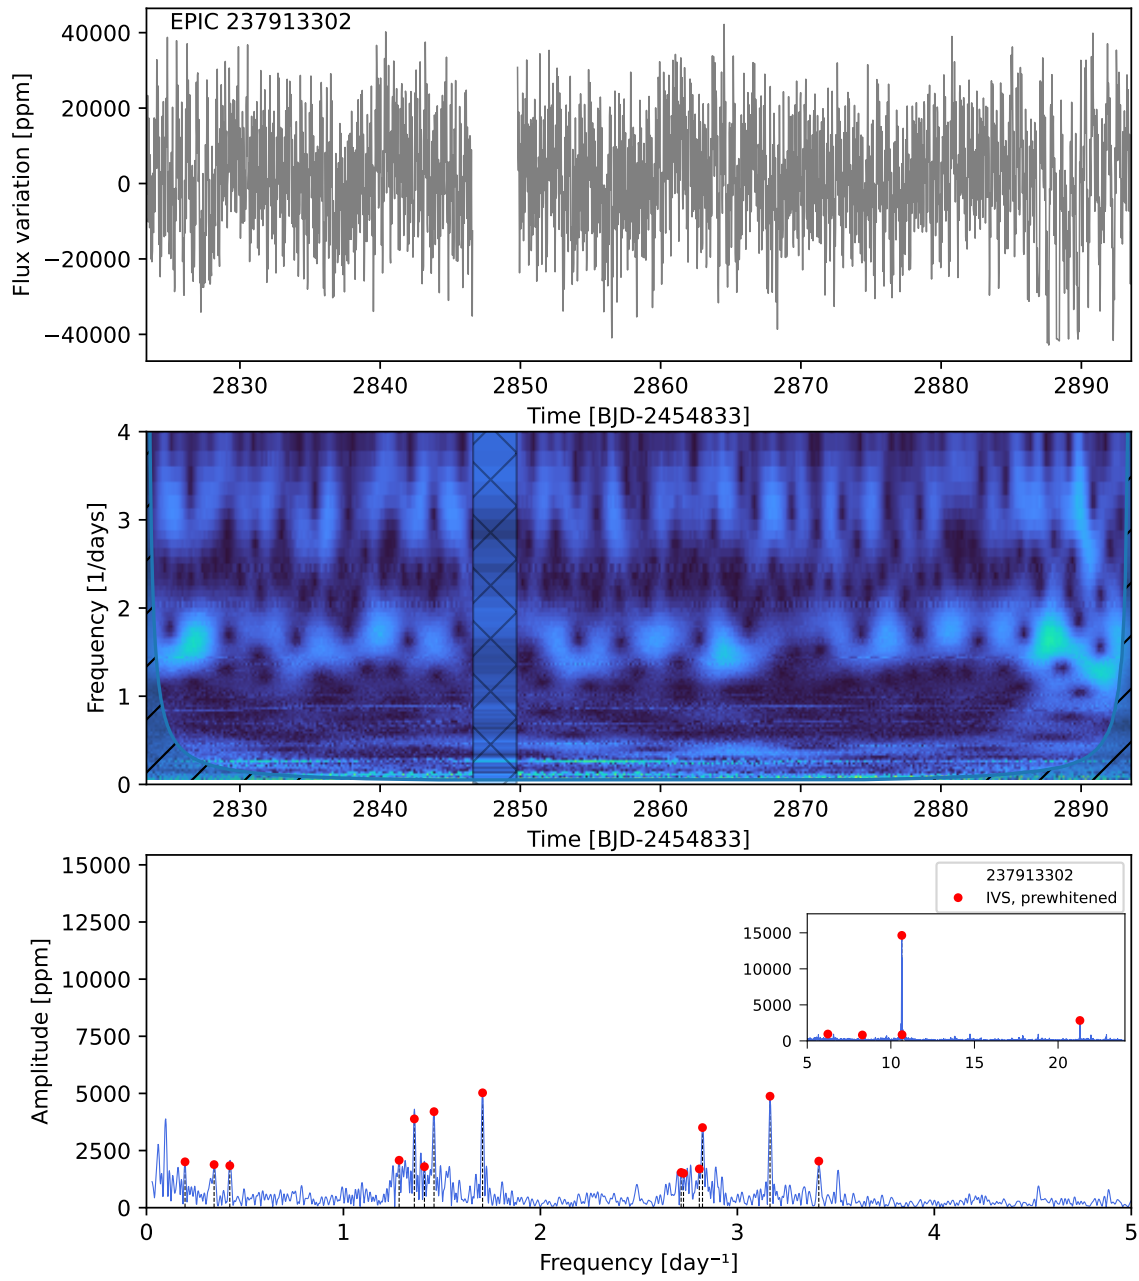 EPIC 237913302
40000
20000
0
−20000
−40000
Flux variation [ppm]
2830 2840 2850 2860 2870 2880 2890
Time [BJD-2454833]
4
3
2
1
0
Frequency [1/days]
2830 2840 2850 2860 2870 2880 2890
Time [BJD-2454833]
15000
12500
10000
7500
5000
2500
0
Amplitude [ppm]
237913302
IVS, prewhitened
15000
10000
5000
0
5 10 15 20
0 1 2 3 4 5
Frequency [day⁻¹]